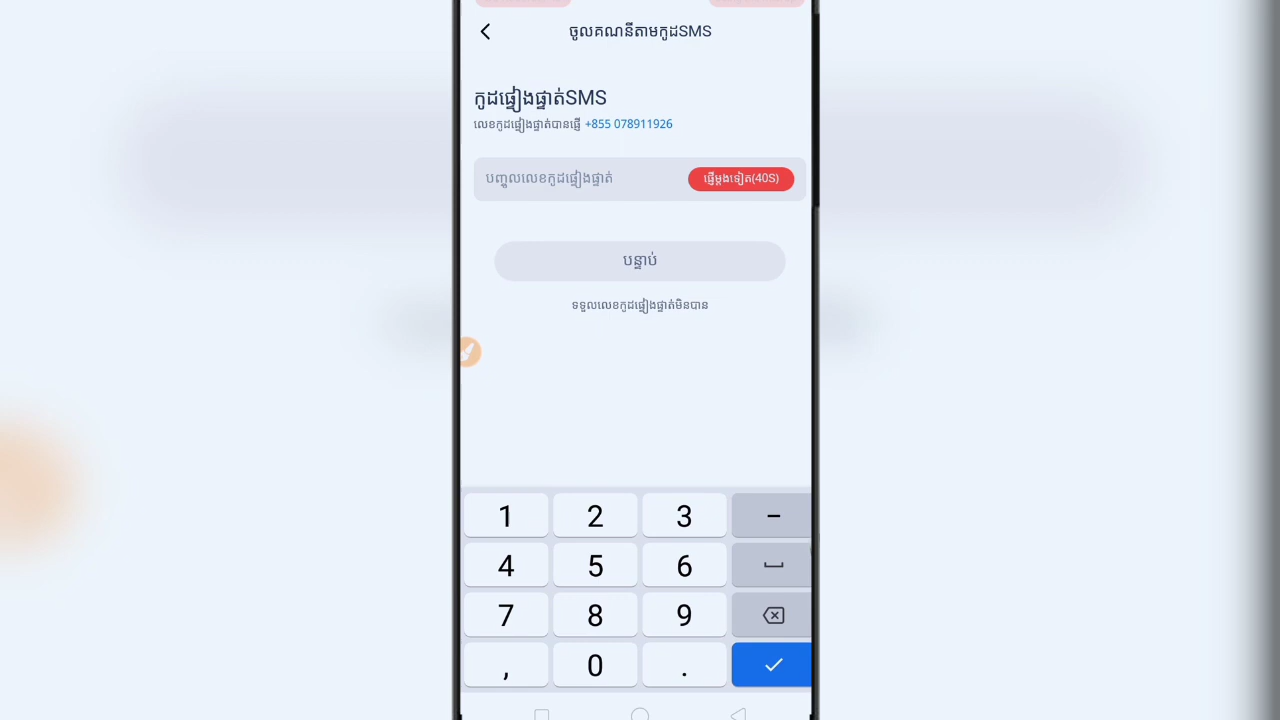 ចូលគណនីតាមកូដSMS
កូដផ្ទៀងផ្ទាត់SMS
លេខកូដផ្ទៀងផ្ទាត់បានផ្ញើ +855 078911926
បញ្ចូលលេខកូដផ្ទៀងផ្ទាត់ ផ្ញើម្តងទៀត(40S)
បន្ទាប់
ទទួលលេខកូដផ្ទៀងផ្ទាត់មិនបាន
1 2 3 –
4 5 6
7 8 9
, 0 .